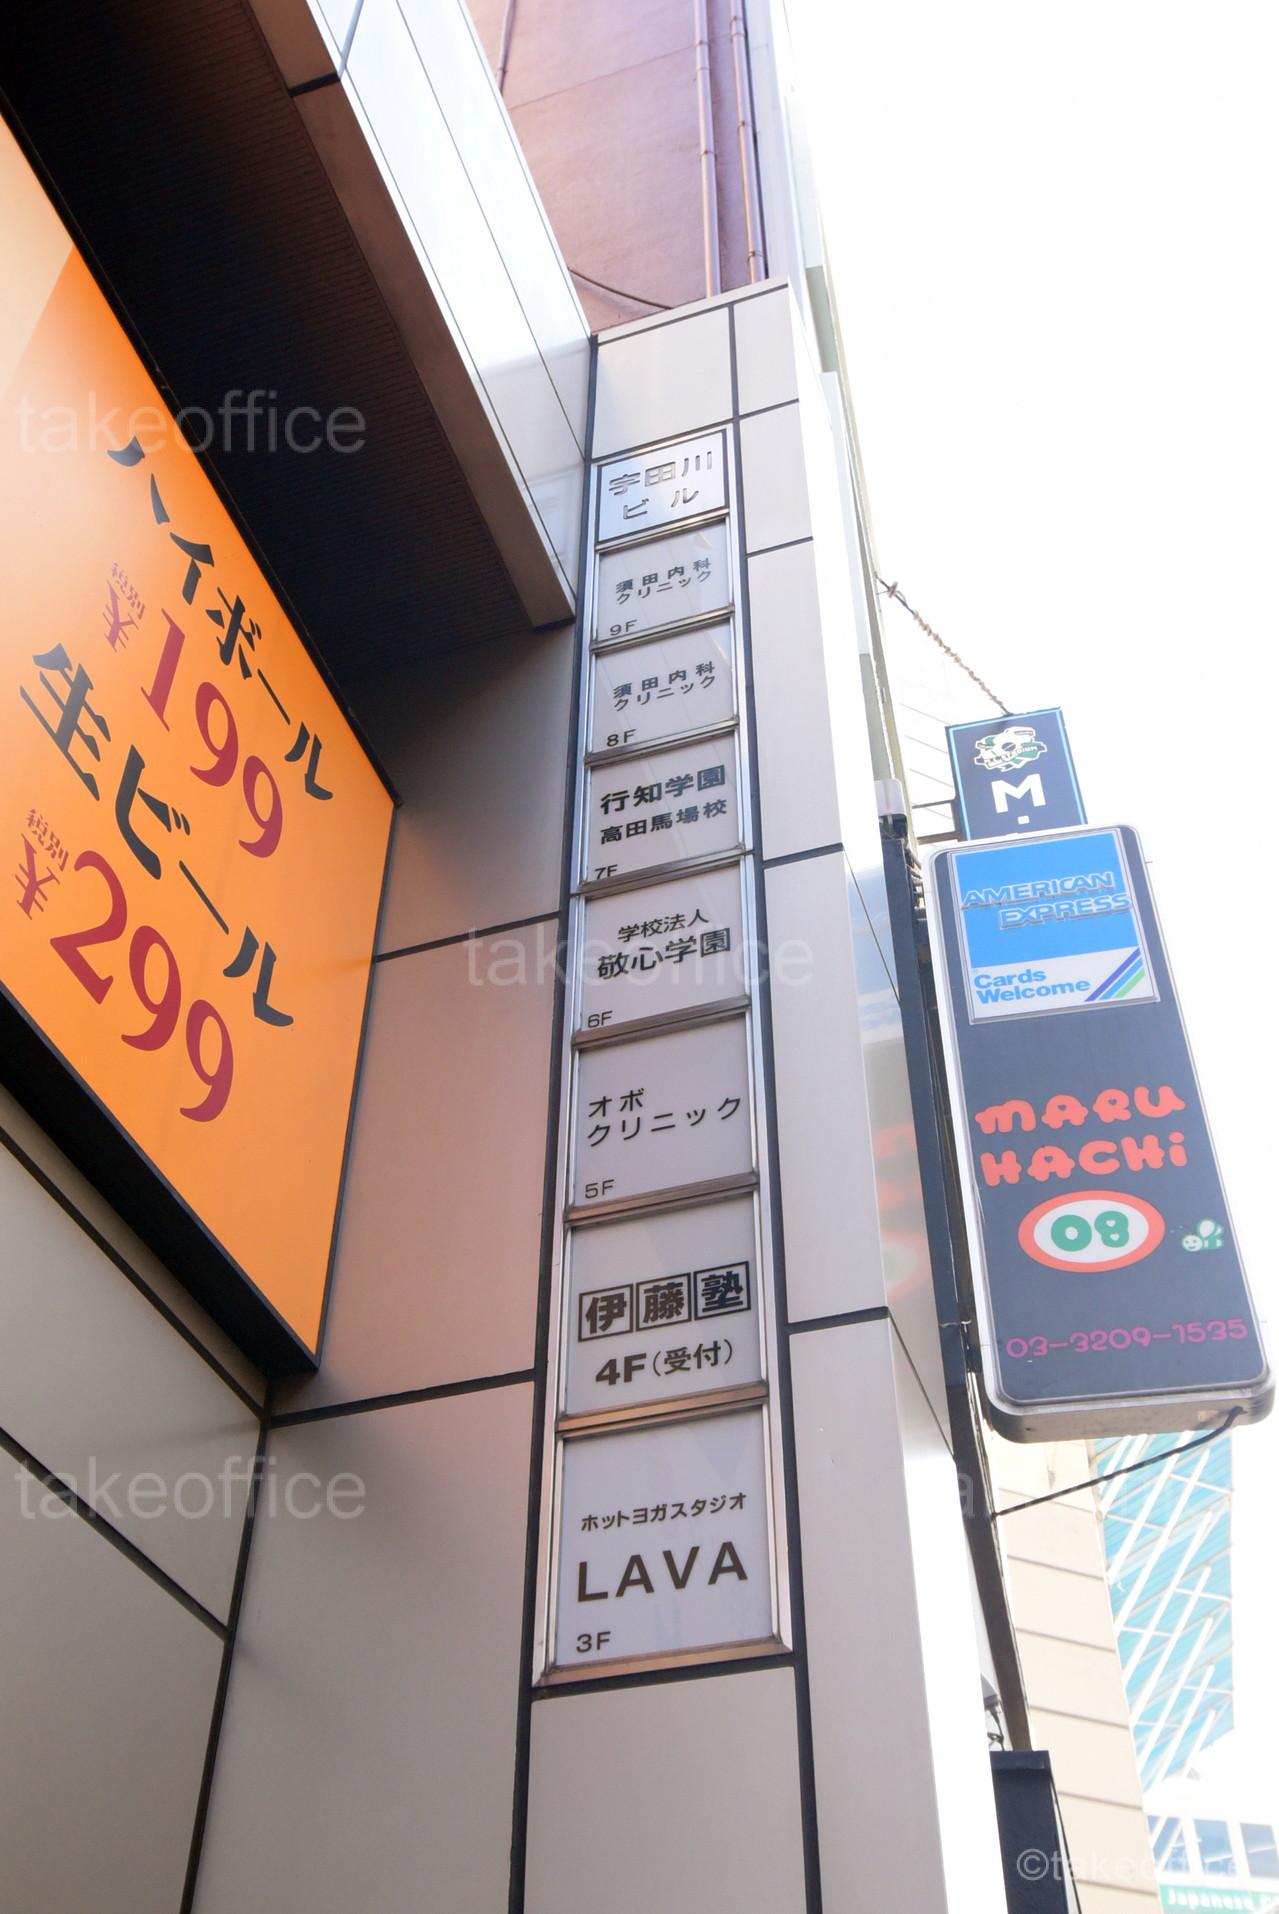 ハイボール
税別
¥199
生ビール
税別
¥299
宇田川
ビル
須田内科
クリニック
9F
須田内科
クリニック
8F
行知学園
高田馬場校
7F
学校法人
敬心学園
6F
オボ
クリニック
5F
伊藤塾
4F(受付)
ホットヨガスタジオ
LAVA
3F
M.
AMERICAN
EXPRESS
Cards
Welcome
MARU
HACHi
08
03-3209-1535
Japanese
takeoffice
takeoffice
takeoffice
©takeoffice